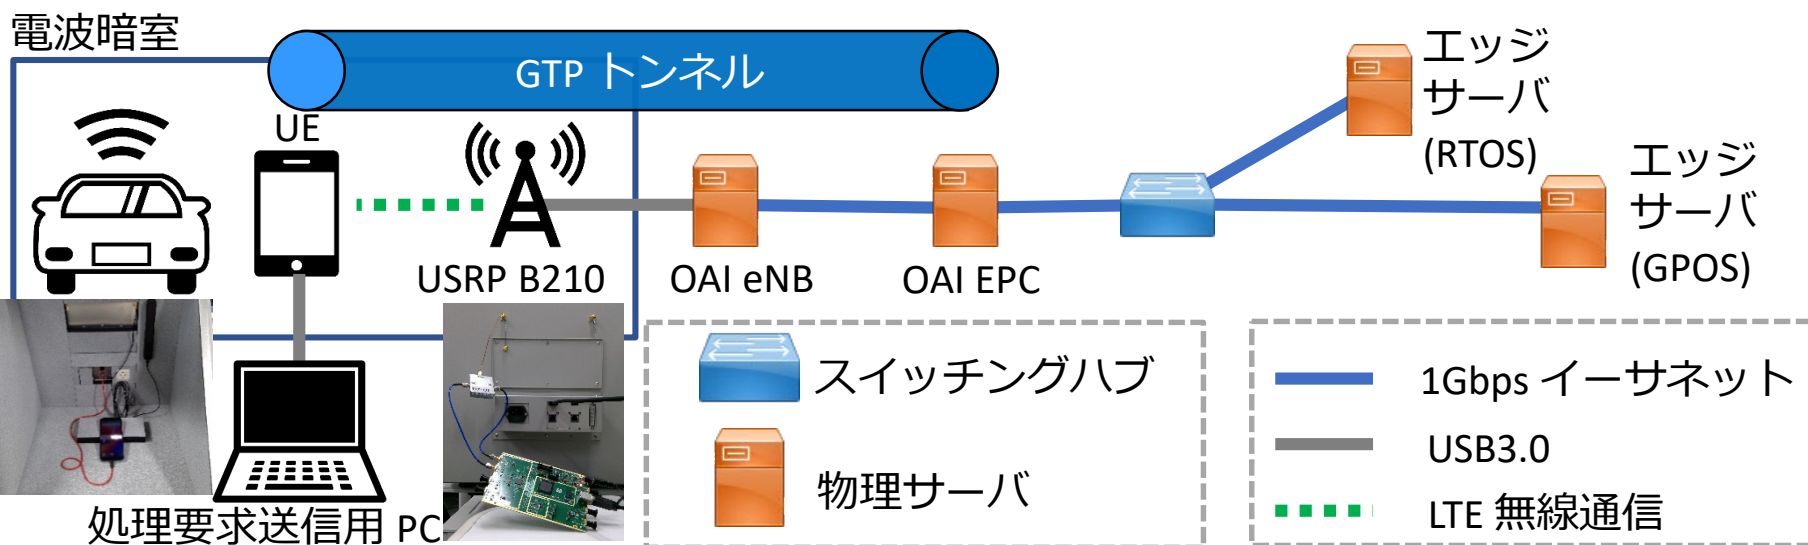 電波暗室
GTP トンネル
エッジ
サーバ
(RTOS)
UE
エッジ
サーバ
(GPOS)
USRP B210
OAI eNB
OAI EPC
スイッチングハブ
物理サーバ
1Gbps イーサネット
USB3.0
LTE 無線通信
処理要求送信用 PC